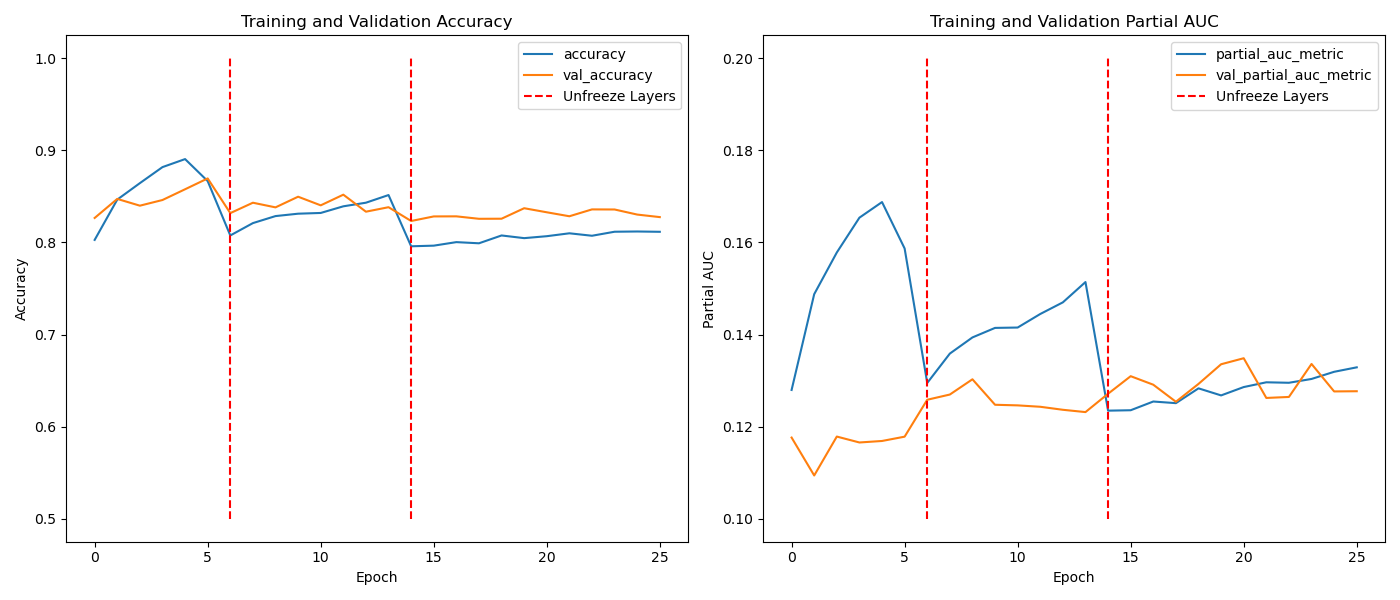 Training and Validation Accuracy
1.0
0.9
0.8
0.7
0.6
0.5
Accuracy
0
5
10
15
20
25
Epoch
accuracy
val_accuracy
Unfreeze Layers
Training and Validation Partial AUC
0.20
0.18
0.16
0.14
0.12
0.10
Partial AUC
0
5
10
15
20
25
Epoch
partial_auc_metric
val_partial_auc_metric
Unfreeze Layers